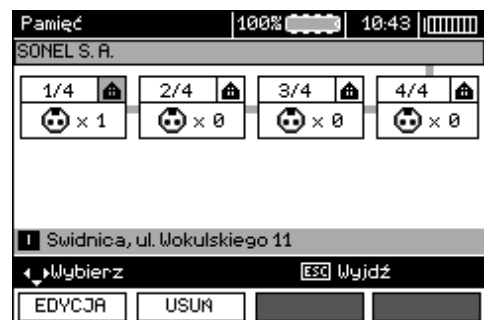 Pamięć 100% 10:43
SONEL S. A.
1/4 2/4 3/4 4/4
× 1 × 0 × 0 × 0
Swidnica, ul. Wokulskiego 11
Wybierz ESC Wyjdź
EDYCJA USUŃ